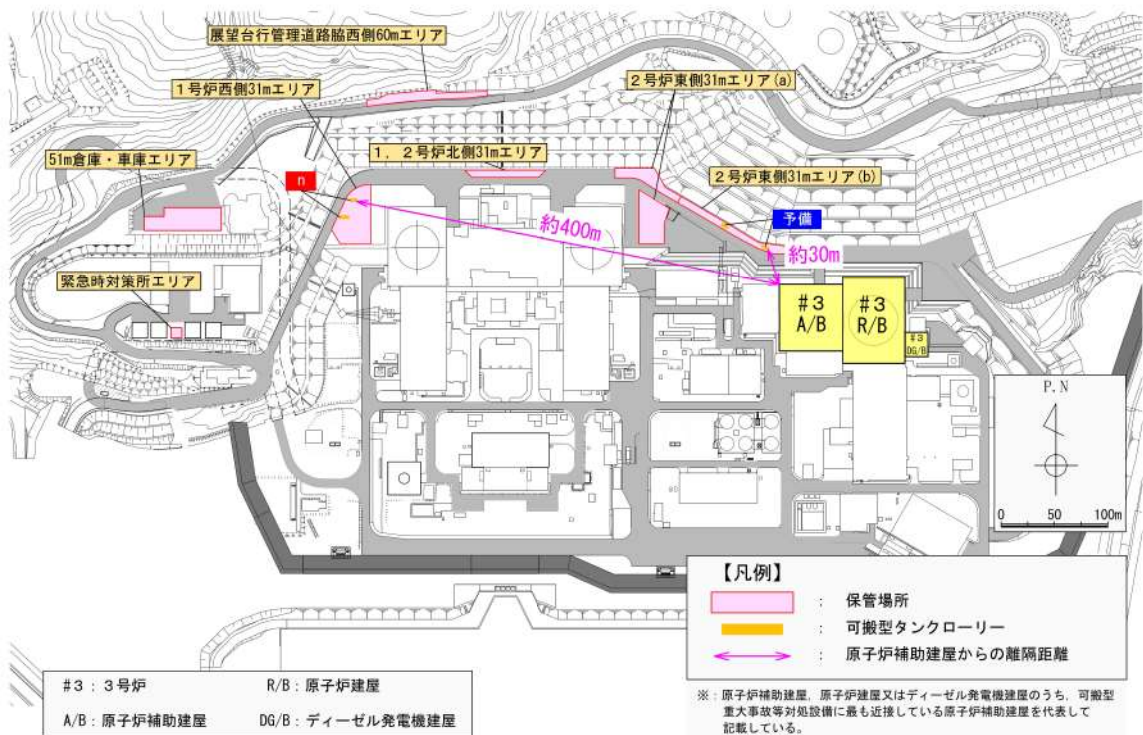 展望台行管理道路脇西側60mエリア
1号炉西側31mエリア
2号炉東側31mエリア(a)
51m倉庫・車庫エリア
1,2号炉北側31mエリア
2号炉東側31mエリア(b)
n
予備
約400m
約30m
緊急時対策所エリア
#3
A/B
#3
R/B
#3
DG/B
P.N
0 50 100m
【凡例】
: 保管場所
: 可搬型タンクローリー
: 原子炉補助建屋からの離隔距離
#3:3号炉 R/B:原子炉建屋
A/B:原子炉補助建屋 DG/B:ディーゼル発電機建屋
※:原子炉補助建屋,原子炉建屋又はディーゼル発電機建屋のうち,可搬型
重大事故等対処設備に最も近接している原子炉補助建屋を代表して
記載している。